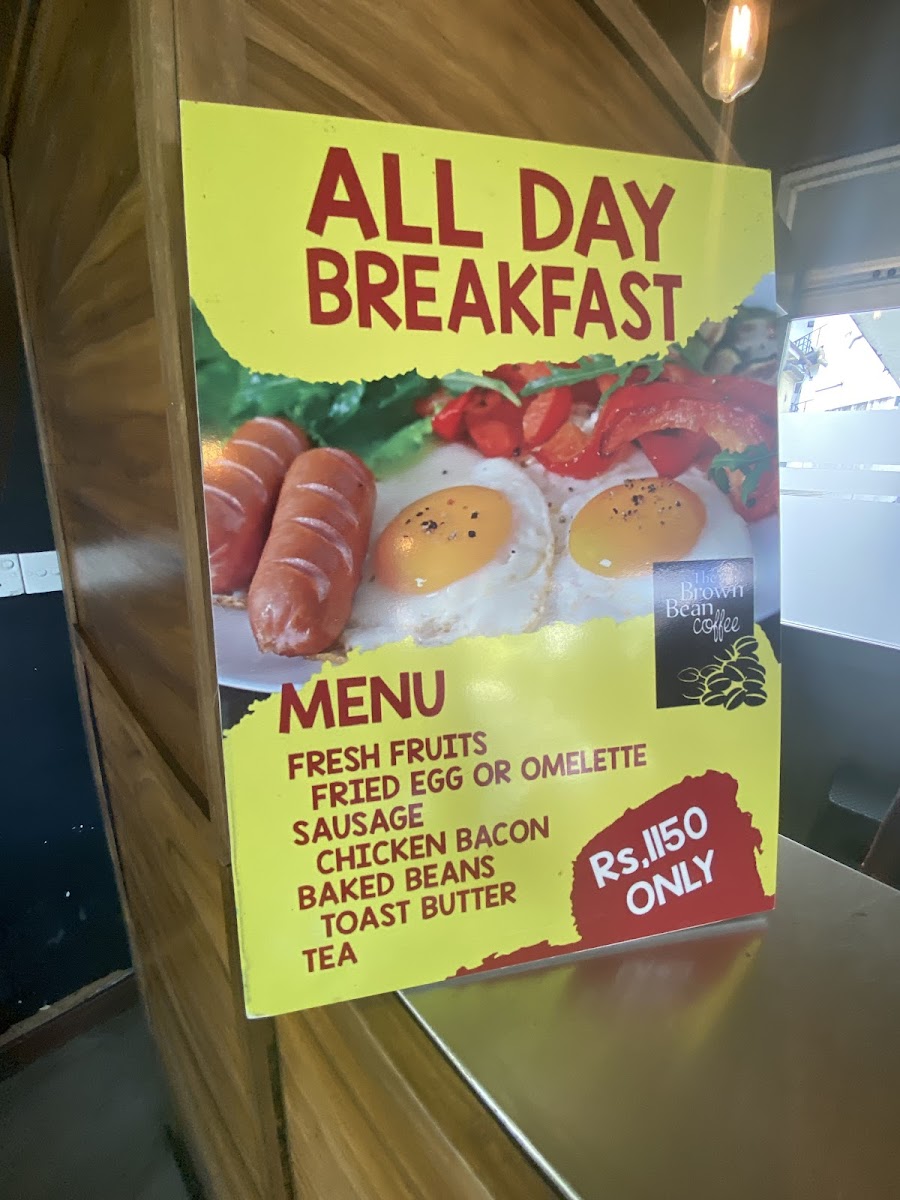 ALL DAY
BREAKFAST
The
Brown
Bean
coffee
MENU
FRESH FRUITS
FRIED EGG OR OMELETTE
SAUSAGE
CHICKEN BACON
BAKED BEANS
TOAST BUTTER
TEA
Rs,1150
ONLY